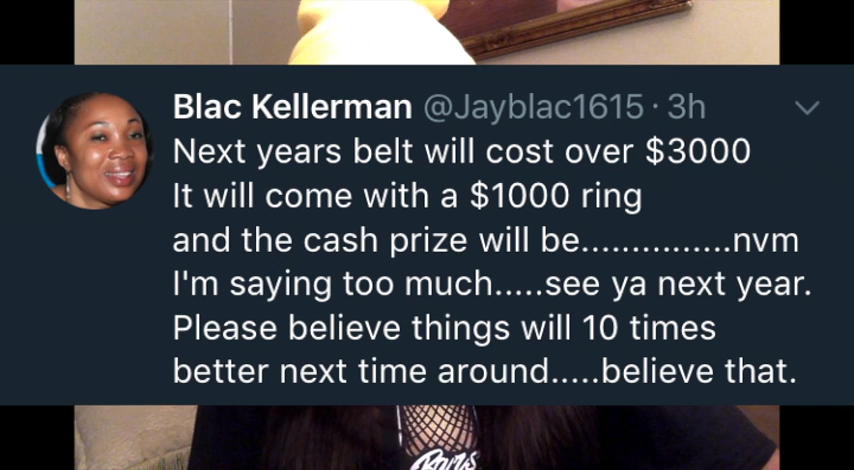 Blac Kellerman @Jayblac1615 · 3h
Next years belt will cost over $3000
It will come with a $1000 ring
and the cash prize will be...............nvm
I'm saying too much.....see ya next year.
Please believe things will 10 times
better next time around.....believe that.